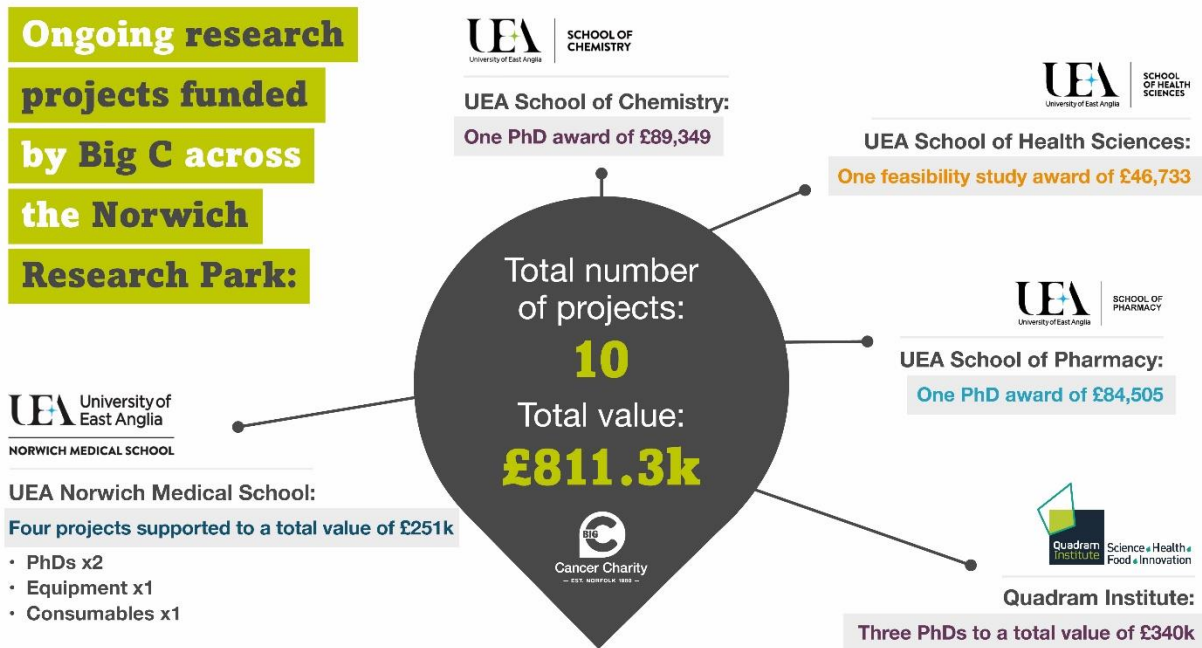 Ongoing research
projects funded
by Big C across
the Norwich
Research Park:
UEA
University of East Anglia
SCHOOL OF
CHEMISTRY
UEA School of Chemistry:
One PhD award of £89,349
UEA
University of East Anglia
SCHOOL
OF HEALTH
SCIENCES
UEA School of Health Sciences:
One feasibility study award of £46,733
Total number
of projects:
10
Total value:
£811.3k
BIG C
Cancer Charity
— EST. NORFOLK 1980 —
UEA
University of East Anglia
SCHOOL OF
PHARMACY
UEA School of Pharmacy:
One PhD award of £84,505
UEA University of
East Anglia
NORWICH MEDICAL SCHOOL
UEA Norwich Medical School:
Four projects supported to a total value of £251k
• PhDs x2
• Equipment x1
• Consumables x1
Quadram
Institute
Science • Health •
Food • Innovation
Quadram Institute:
Three PhDs to a total value of £340k